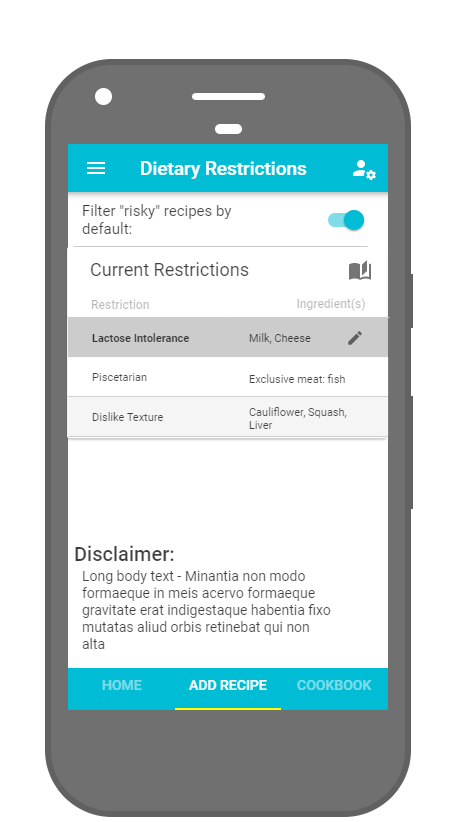 Dietary Restrictions
Filter "risky" recipes by
default:
Current Restrictions
Restriction Ingredient(s)
Lactose Intolerance Milk, Cheese
Piscetarian Exclusive meat: fish
Dislike Texture Cauliflower, Squash,
Liver
Disclaimer:
Long body text - Minantia non modo
formaeque in meis acervo formaeque
gravitate erat indigestaque habentia fixo
mutatas aliud orbis retinebat qui non
alta
HOME ADD RECIPE COOKBOOK